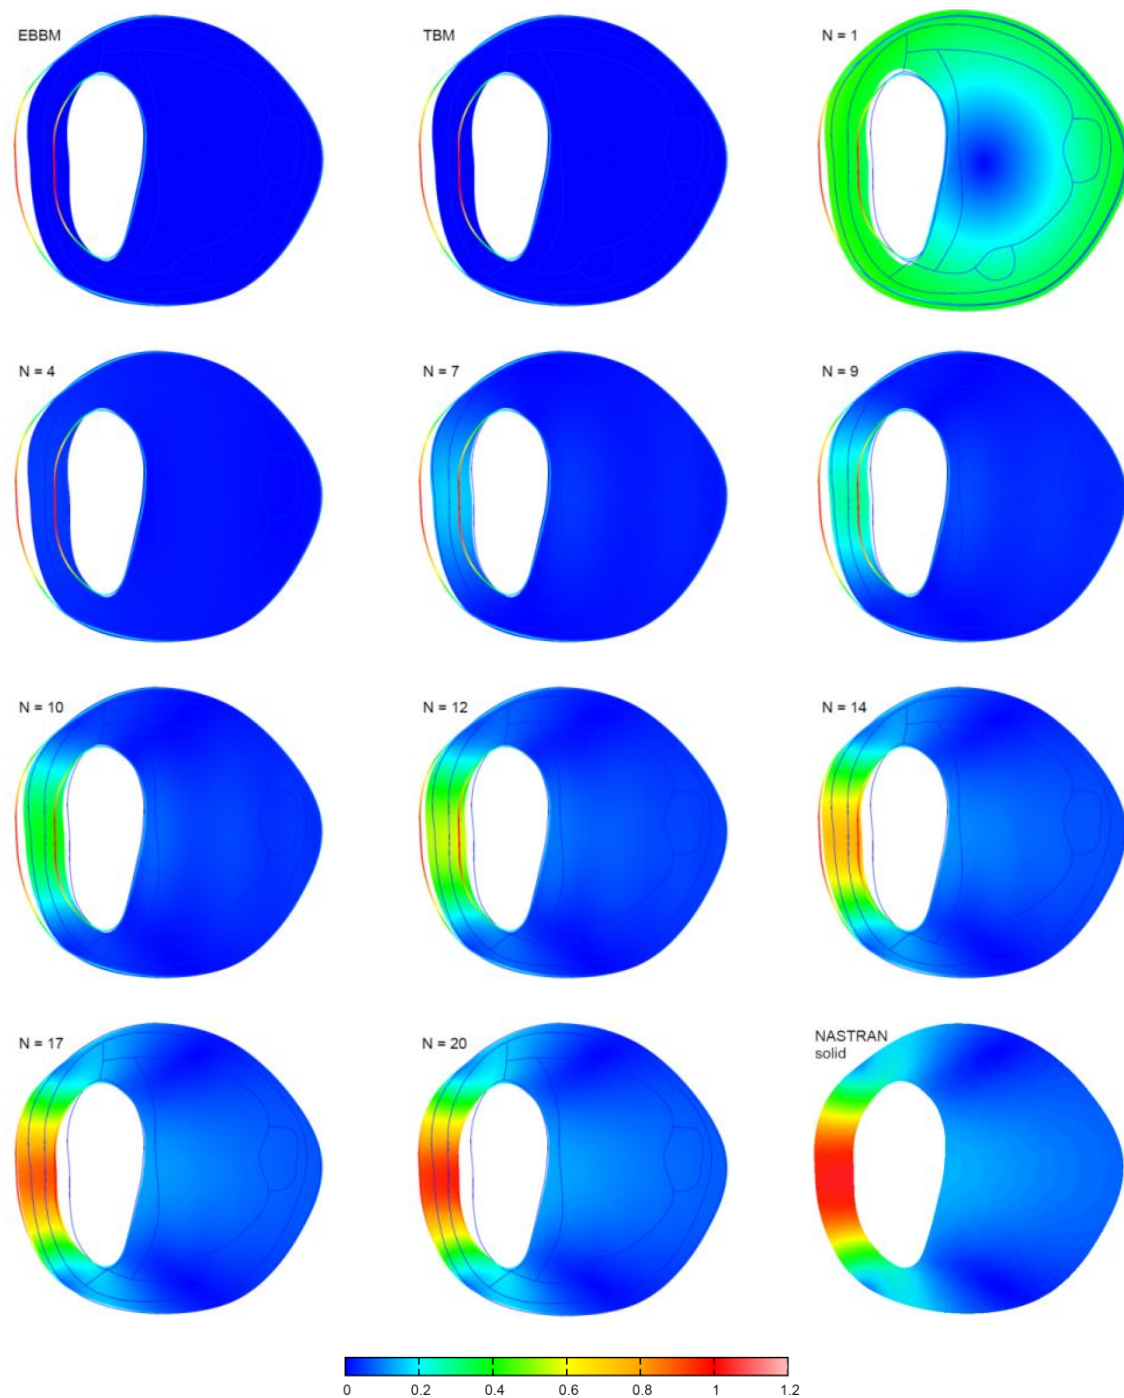 EBBM
TBM
N = 1
N = 4
N = 7
N = 9
N = 10
N = 12
N = 14
N = 17
N = 20
NASTRAN
solid
0 0.2 0.4 0.6 0.8 1 1.2